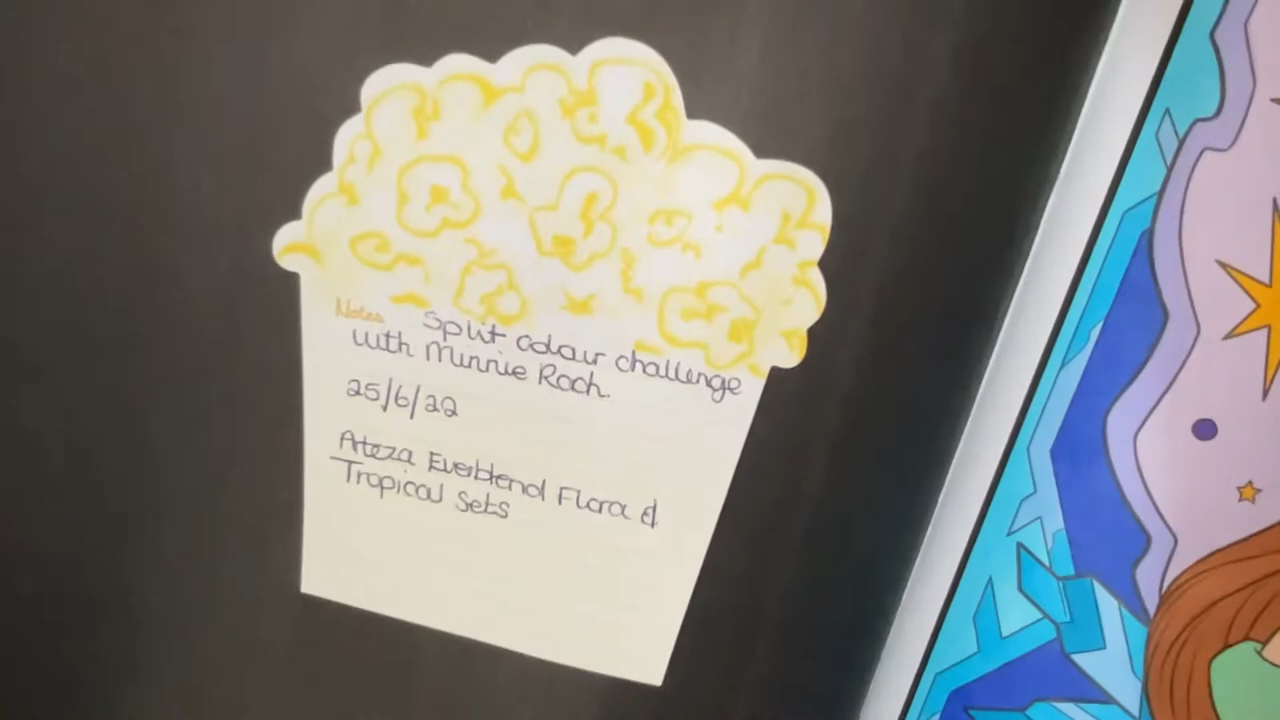 Notes Split colour challenge
with Minnie Roch.
25/6/22
Arteza Everblend Flora &
Tropical Sets